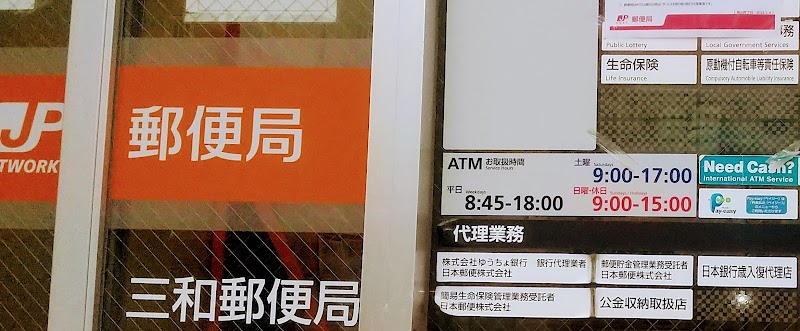 JP
TWORK
郵便局
三和郵便局
JP 郵便局
務
Public Lottery
Local Government Services
生命保険
Life Insurance
原動機付自転車等責任保険
Compulsory Automobile Liability Insurance
ATM お取扱時間
Service Hours
平日 Weekdays
8:45-18:00
土曜 Saturdays
9:00-17:00
日曜・休日 Sundays / Holidays
9:00-15:00
Need Cash?
International ATM Service
Pay-easy
代理業務
株式会社ゆうちょ銀行 銀行代理業者
日本郵便株式会社
郵便貯金管理業務受託者
日本郵便株式会社
日本銀行歳入復代理店
簡易生命保険管理業務受託者
日本郵便株式会社
公金収納取扱店